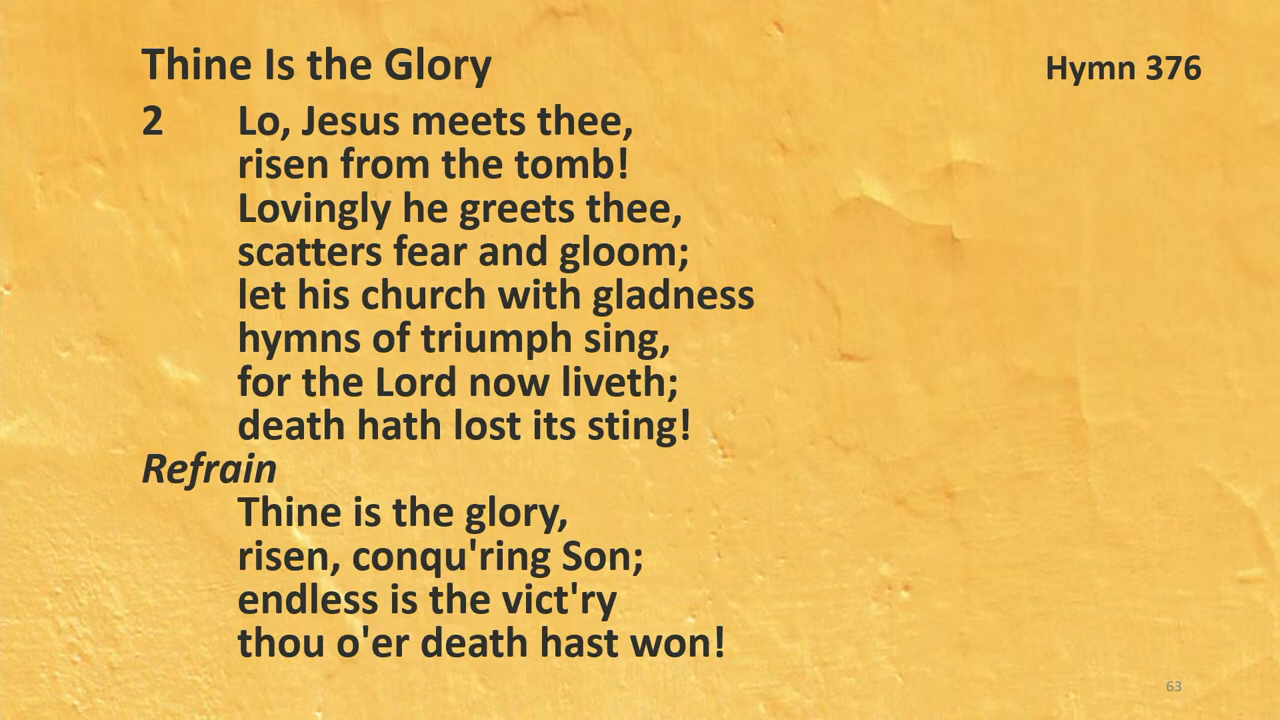 Thine Is the Glory Hymn 376
2 Lo, Jesus meets thee,
risen from the tomb!
Lovingly he greets thee,
scatters fear and gloom;
let his church with gladness
hymns of triumph sing,
for the Lord now liveth;
death hath lost its sting!
Refrain
Thine is the glory,
risen, conqu'ring Son;
endless is the vict'ry
thou o'er death hast won!
63